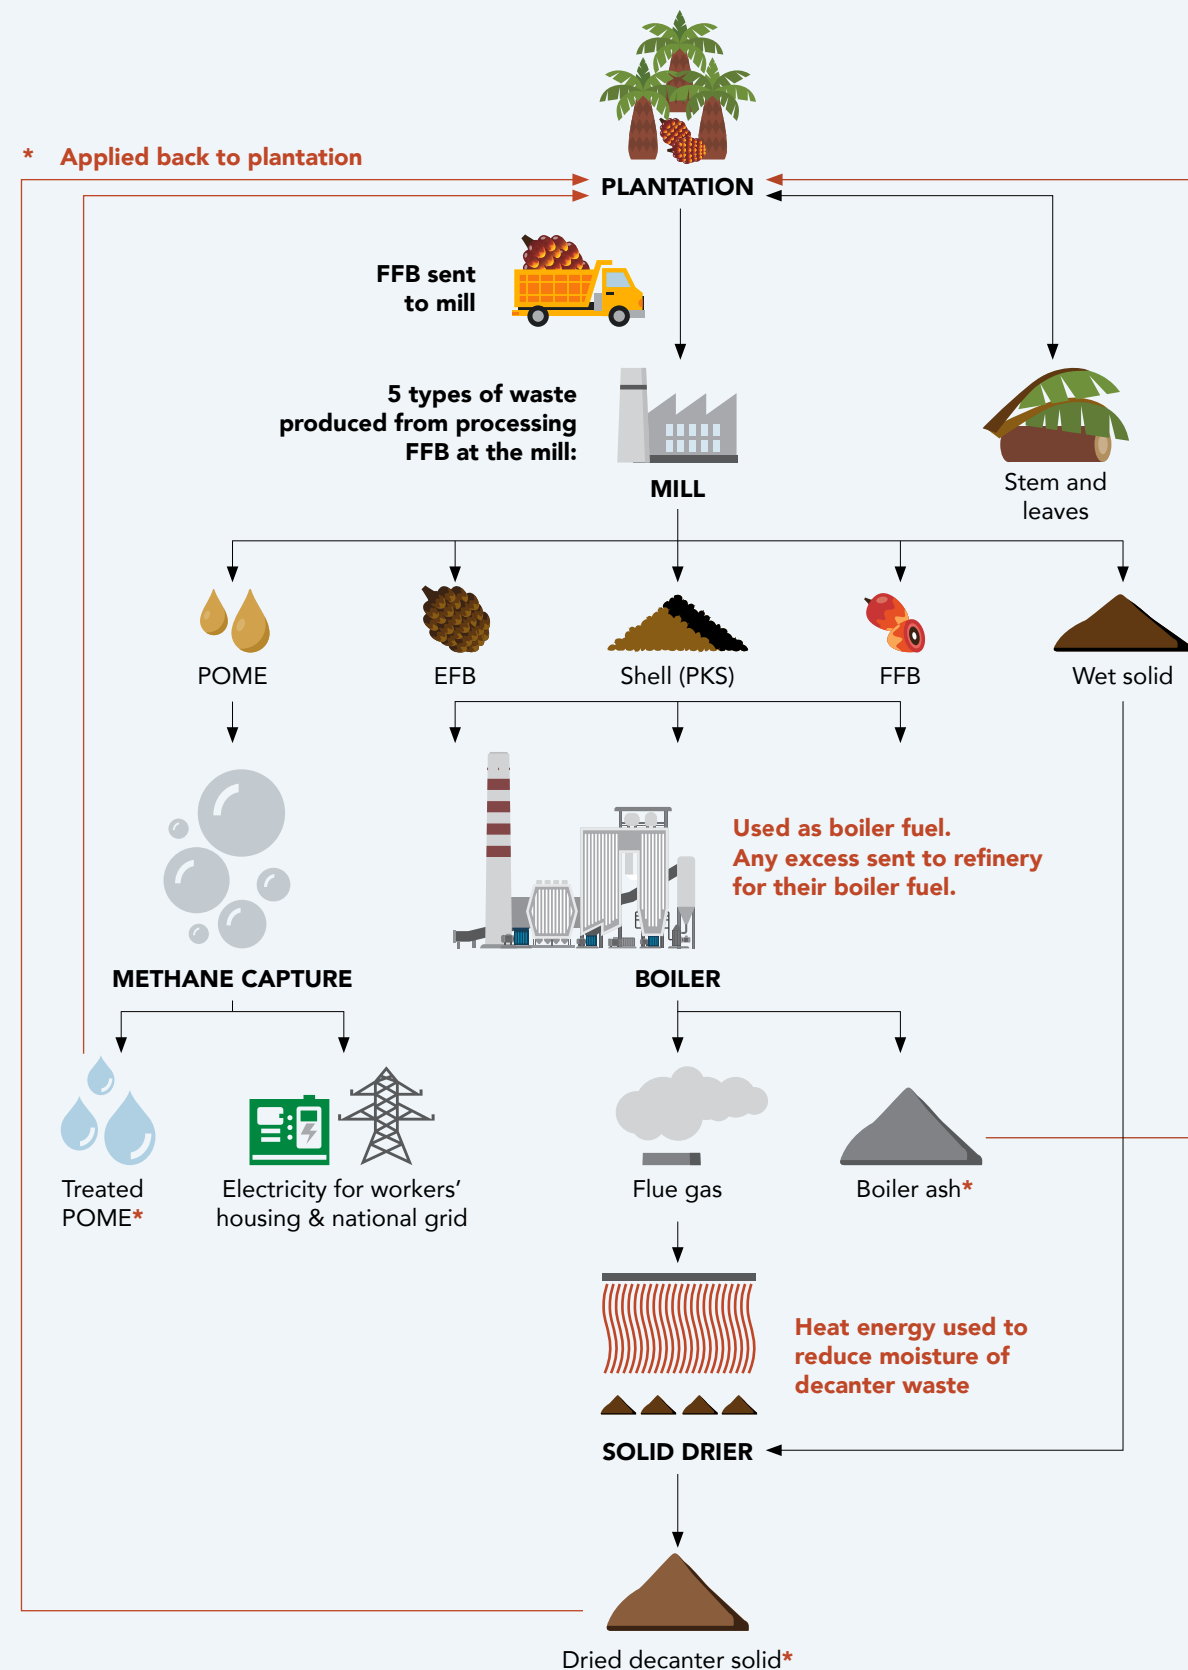 * Applied back to plantation
PLANTATION
FFB sent
to mill
5 types of waste
produced from processing
FFB at the mill:
MILL
Stem and
leaves
POME
EFB
Shell (PKS)
FFB
Wet solid
Used as boiler fuel.
Any excess sent to refinery
for their boiler fuel.
METHANE CAPTURE
BOILER
Treated
POME*
Electricity for workers’
housing & national grid
Flue gas
Boiler ash*
Heat energy used to
reduce moisture of
decanter waste
SOLID DRIER
Dried decanter solid*